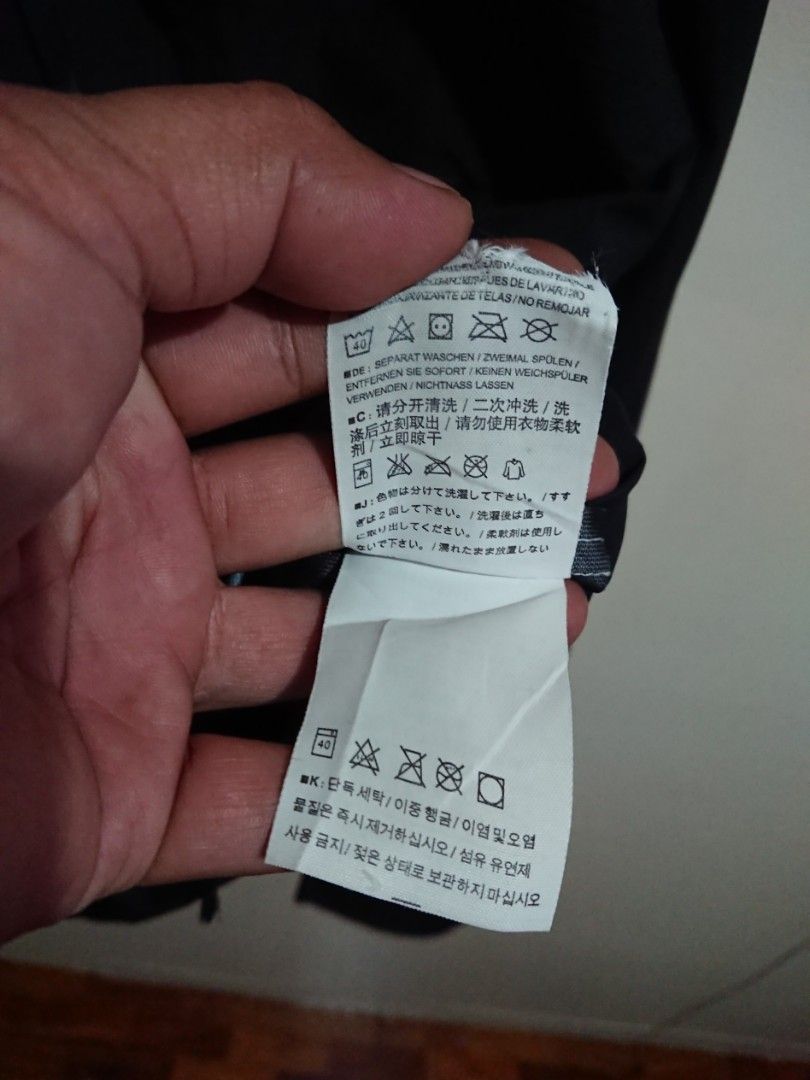 DE LAVAR/NO
DE TELAS/NO REMOJAR
40
■DE: SEPARAT WASCHEN / ZWEIMAL SPÜLEN /
ENTFERNEN SIE SOFORT / KEINEN WEICHSPÜLER
VERWENDEN / NICHTNASS LASSEN
■C: 请分开清洗 / 二次冲洗 / 洗
涤后立刻取出 / 请勿使用衣物柔软
剂 / 立即晾干
40
■J: 色物は分けて洗濯して下さい。/すす
ぎは2回して下さい。/洗濯後は直ち
に取り出してください。/柔軟剤は使用し
ないで下さい。/濡れたまま放置しない
40
■K: 단독 세탁/이중 헹굼/이염및오염
물질은 즉시 제거하십시오/섬유 유연제
사용 금지/젖은 상태로 보관하지 마십시오